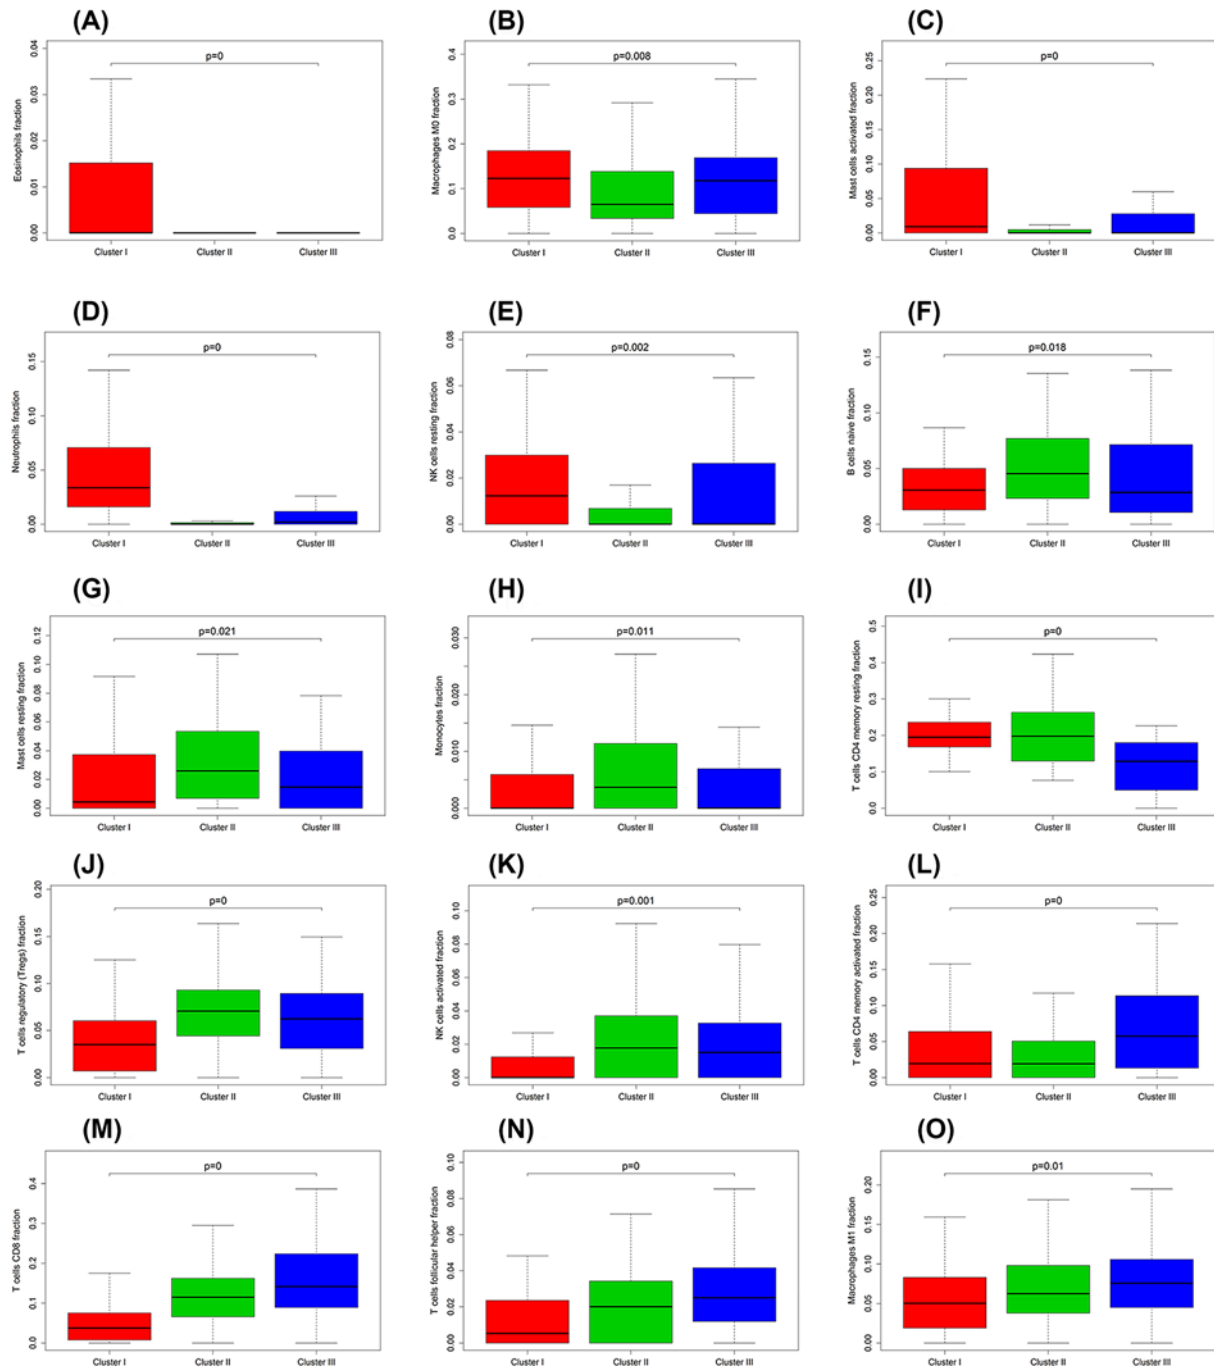 (A)
p=0
Eosinophils fraction
0.00 0.01 0.02 0.03 0.04
Cluster I Cluster II Cluster III
(B)
p=0.008
Macrophages M0 fraction
0.0 0.1 0.2 0.3 0.4
Cluster I Cluster II Cluster III
(C)
p=0
Mast cells activated fraction
0.00 0.05 0.10 0.15 0.20 0.25
Cluster I Cluster II Cluster III
(D)
p=0
Neutrophils fraction
0.00 0.05 0.10 0.15
Cluster I Cluster II Cluster III
(E)
p=0.002
NK cells resting fraction
0.00 0.02 0.04 0.06 0.08
Cluster I Cluster II Cluster III
(F)
p=0.018
B cells naive fraction
0.00 0.05 0.10 0.15
Cluster I Cluster II Cluster III
(G)
p=0.021
Mast cells resting fraction
0.00 0.02 0.04 0.06 0.08 0.10 0.12
Cluster I Cluster II Cluster III
(H)
p=0.011
Monocytes fraction
0.000 0.010 0.020 0.030
Cluster I Cluster II Cluster III
(I)
p=0
T cells CD4 memory resting fraction
0.0 0.1 0.2 0.3 0.4 0.5
Cluster I Cluster II Cluster III
(J)
p=0
T cells regulatory (Tregs) fraction
0.00 0.05 0.10 0.15 0.20
Cluster I Cluster II Cluster III
(K)
p=0.001
NK cells activated fraction
0.00 0.02 0.04 0.06 0.08 0.10
Cluster I Cluster II Cluster III
(L)
p=0
T cells CD4 memory activated fraction
0.00 0.05 0.10 0.15 0.20 0.25
Cluster I Cluster II Cluster III
(M)
p=0
T cells CD8 fraction
0.0 0.1 0.2 0.3 0.4
Cluster I Cluster II Cluster III
(N)
p=0
T cells follicular helper fraction
0.00 0.02 0.04 0.06 0.08 0.10
Cluster I Cluster II Cluster III
(O)
p=0.01
Macrophages M1 fraction
0.00 0.05 0.10 0.15 0.20
Cluster I Cluster II Cluster III